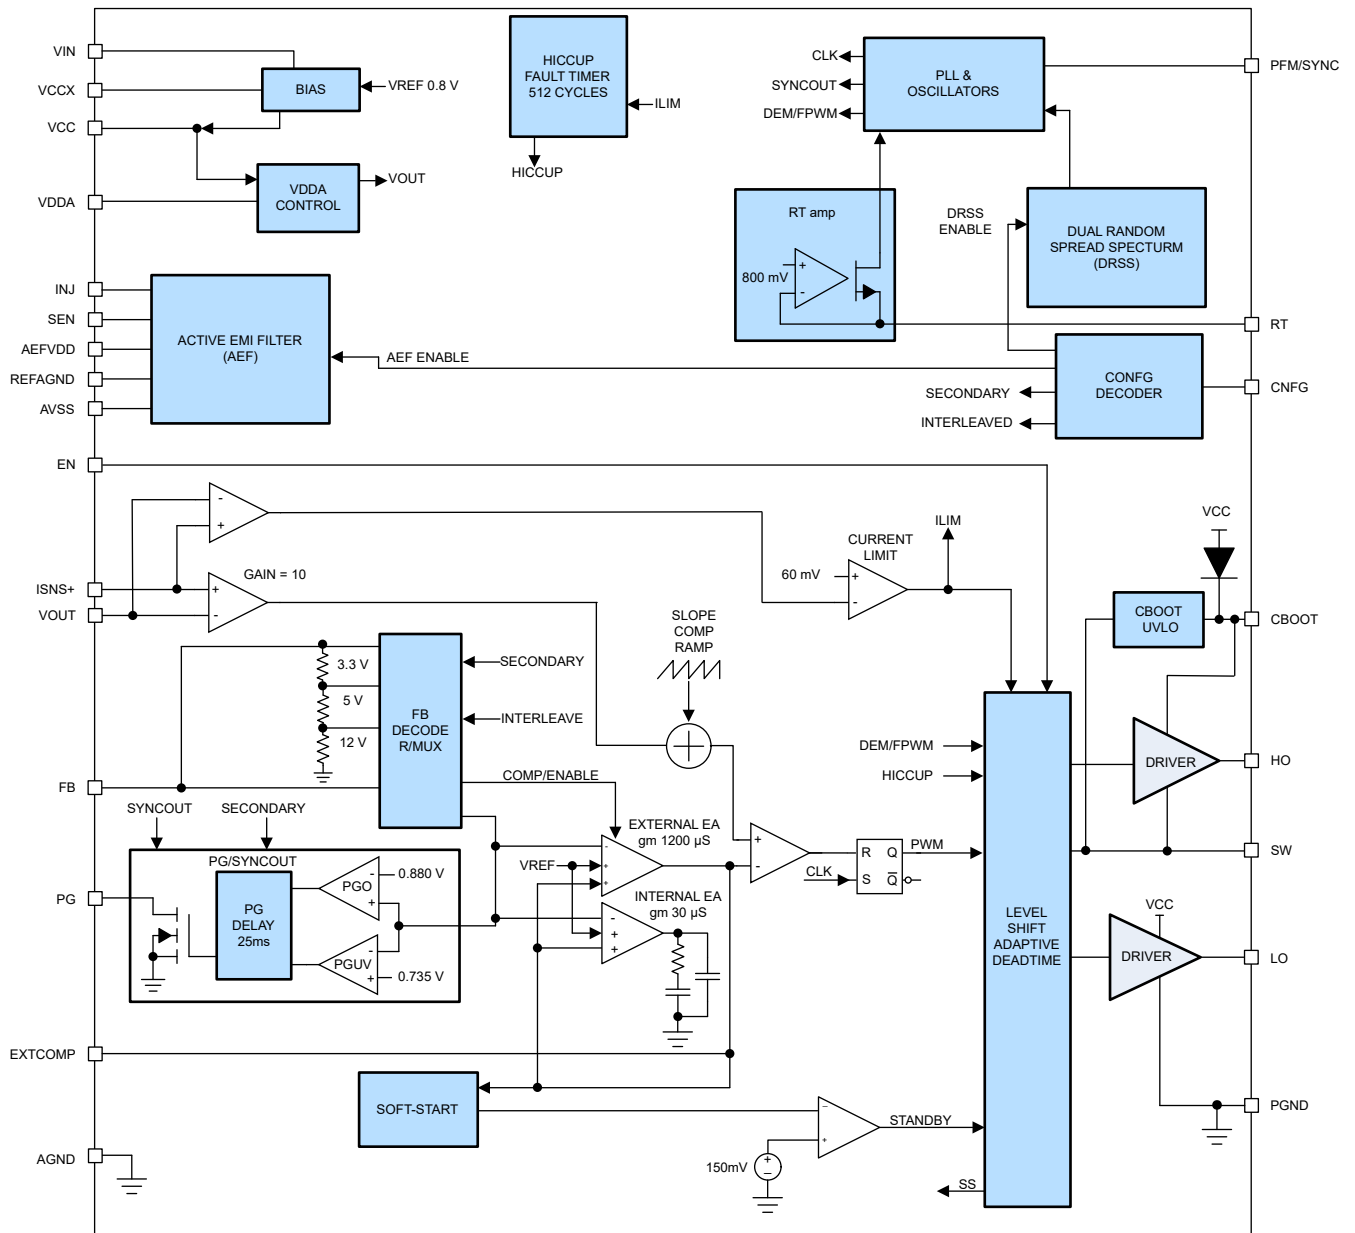 VIN
VCCX
VCC
VDDA
BIAS
VREF 0.8 V
VDDA
CONTROL
VOUT
HICCUP
FAULT TIMER
512 CYCLES
ILIM
HICCUP
CLK
SYNCOUT
DEM/FPWM
PLL &
OSCILLATORS
PFM/SYNC
RT amp
800 mV
+
-
DRSS
ENABLE
DUAL RANDOM
SPREAD SPECTURM
(DRSS)
RT
INJ
SEN
AEFVDD
REFAGND
AVSS
ACTIVE EMI FILTER
(AEF)
AEF ENABLE
SECONDARY
INTERLEAVED
CONFG
DECODER
CNFG
EN
-
+
ISNS+
VOUT
+
-
GAIN = 10
60 mV
+
-
CURRENT
LIMIT
ILIM
VCC
CBOOT
UVLO
CBOOT
SLOPE
COMP
RAMP
3.3 V
5 V
12 V
FB
DECODE
R/MUX
SECONDARY
INTERLEAVE
COMP/ENABLE
FB
SYNCOUT
SECONDARY
PG/SYNCOUT
PG
DELAY
25ms
PGO
-
+
0.880 V
PGUV
-
+
0.735 V
PG
EXTERNAL EA
gm 1200 µS
VREF
-
+
+
INTERNAL EA
gm 30 µS
-
+
+
+
-
CLK
R
Q
S
Q
PWM
DEM/FPWM
HICCUP
LEVEL
SHIFT
ADAPTIVE
DEADTIME
DRIVER
HO
SW
VCC
DRIVER
LO
EXTCOMP
SOFT-START
−
+
150mV
+
−
STANDBY
SS
PGND
AGND